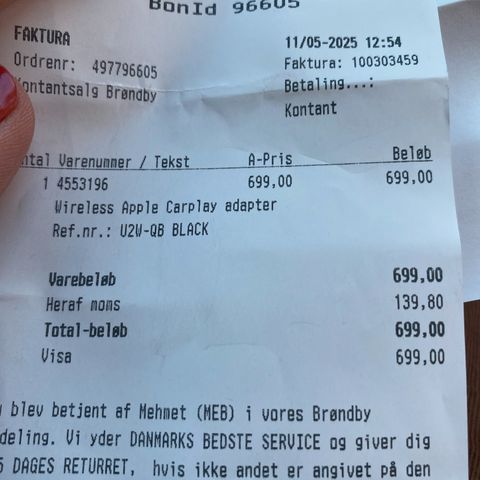 BonId 96605
FAKTURA
11/05-2025 12:54
Ordrenr: 497796605
Faktura: 100303459
Kontantsalg Brøndby
Betaling...:
Kontant
Varenummer / Tekst A-Pris Beløb
1 4553196 699,00 699,00
Wireless Apple Carplay adapter
Ref.nr.: U2W-QB BLACK
Varebeløb 699,00
Heraf moms 139,80
Total-beløb 699,00
Visa 699,00
blev betjent af Mehmet (MEB) i vores Brøndby
deling. Vi yder DANMARKS BEDSTE SERVICE og giver dig
DAGES RETURRET, hvis ikke andet er angivet på den